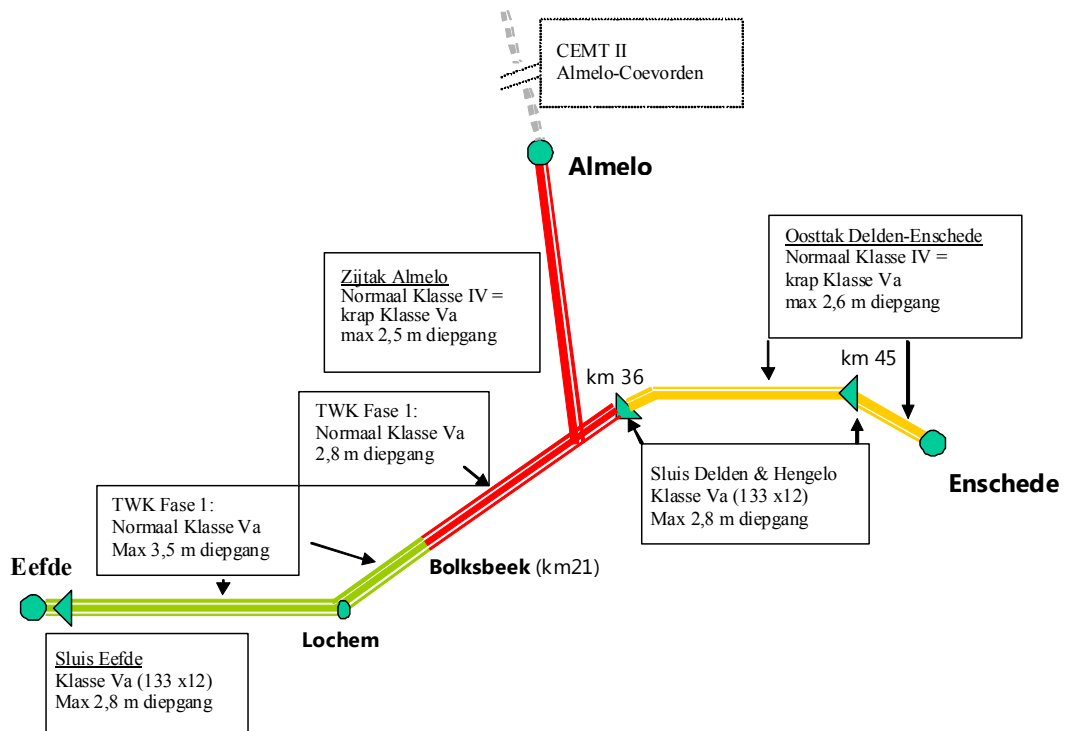 CEMT II
Almelo-Coevorden
Almelo
Oosttak Delden-Enschede
Normaal Klasse IV =
krap Klasse Va
max 2,6 m diepgang
Zijtak Almelo
Normaal Klasse IV =
krap Klasse Va
max 2,5 m diepgang
km 36
km 45
TWK Fase 1:
Normaal Klasse Va
2,8 m diepgang
Sluis Delden & Hengelo
Klasse Va (133 x12)
Max 2,8 m diepgang
Enschede
TWK Fase 1:
Normaal Klasse Va
Max 3,5 m diepgang
Eefde
Bolksbeek (km21)
Lochem
Sluis Eefde
Klasse Va (133 x12)
Max 2,8 m diepgang